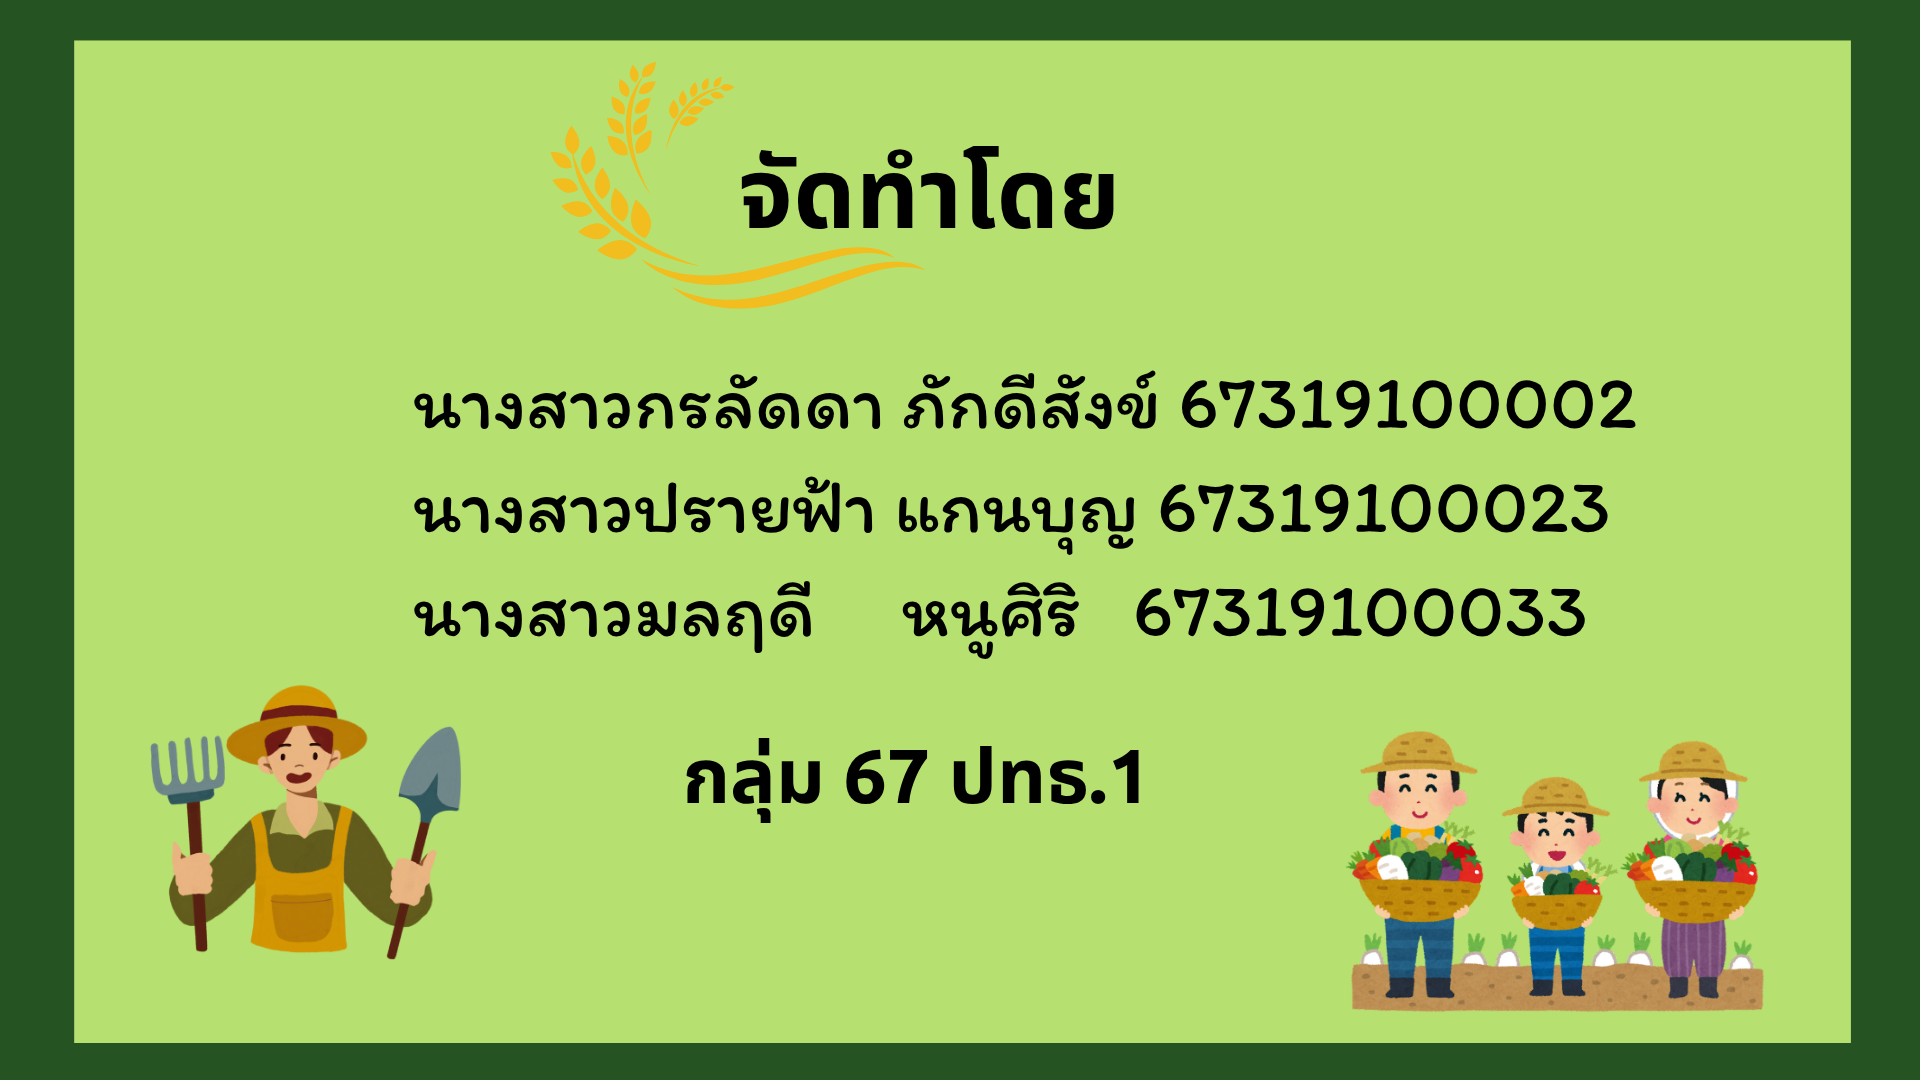 จัดทำโดย
นางสาวกรลัดดา ภักดีสังข์ 67319100002
นางสาวปรายฟ้า แกนบุญ 67319100023
นางสาวมลฤดี หนูศิริ 67319100033
กลุ่ม 67 ปทธ.1